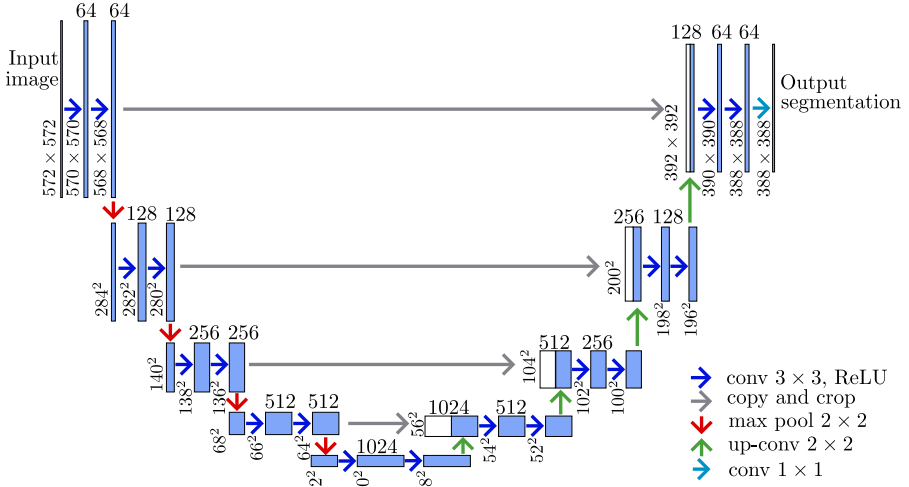 64 64
Input
image
572 × 572
570 × 570
568 × 568
128 64 64
392 × 392
390 × 390
388 × 388
388 × 388
Output
segmentation
128 128
284²
282²
280²
256 128
200²
198²
196²
256 256
140²
138²
136²
512 256
104²
102²
100²
512 512
68²
66²
64²
1024 512
56²
54²
52²
1024
2²
0²
8²
conv 3 × 3, ReLU
copy and crop
max pool 2 × 2
up-conv 2 × 2
conv 1 × 1